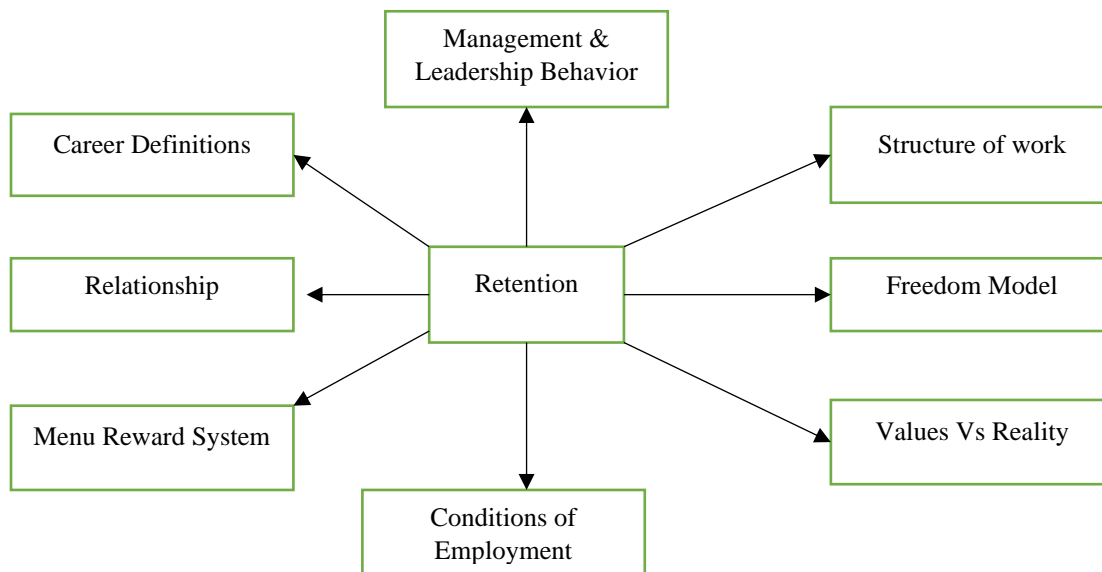 Management &
Leadership Behavior
Career Definitions
Structure of work
Relationship
Retention
Freedom Model
Menu Reward System
Values Vs Reality
Conditions of
Employment